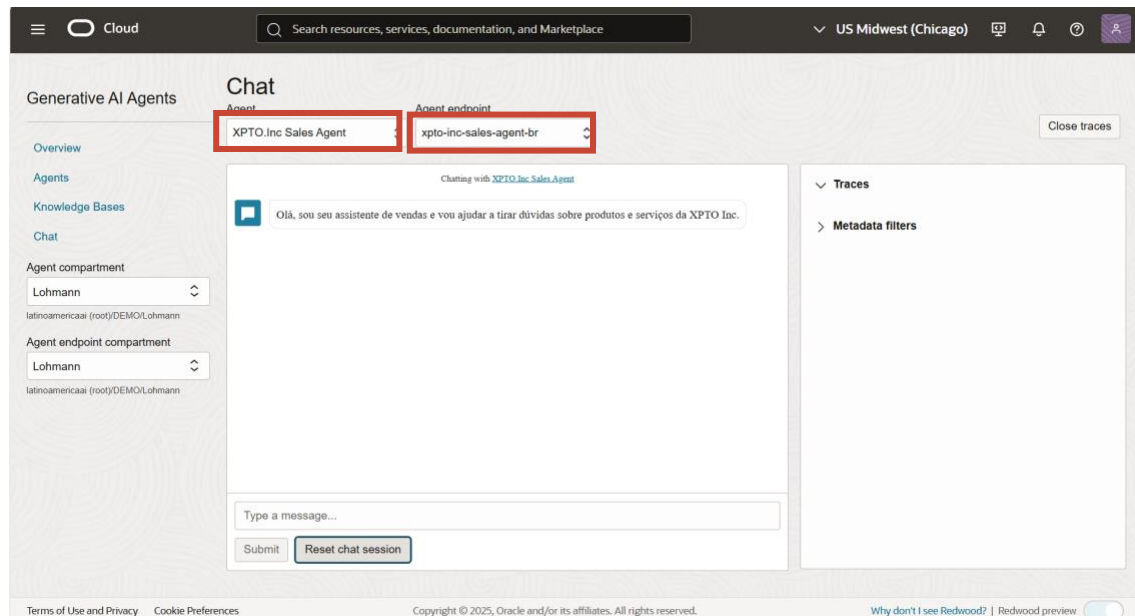 Cloud
Search resources, services, documentation, and Marketplace
US Midwest (Chicago)
Generative AI Agents
Overview
Agents
Knowledge Bases
Chat
Agent compartment
Lohmann
latinoamericaai (root)/DEMO/Lohmann
Agent endpoint compartment
Lohmann
latinoamericaai (root)/DEMO/Lohmann
Chat
Agent
Agent endpoint
XPTO.Inc Sales Agent
xpto-inc-sales-agent-br
Close traces
Chatting with XPTO.Inc Sales Agent
Olá, sou seu assistente de vendas e vou ajudar a tirar dúvidas sobre produtos e serviços da XPTO Inc.
Type a message...
Submit
Reset chat session
Traces
Metadata filters
Terms of Use and Privacy Cookie Preferences
Copyright © 2025, Oracle and/or its affiliates. All rights reserved.
Why don't I see Redwood? | Redwood preview